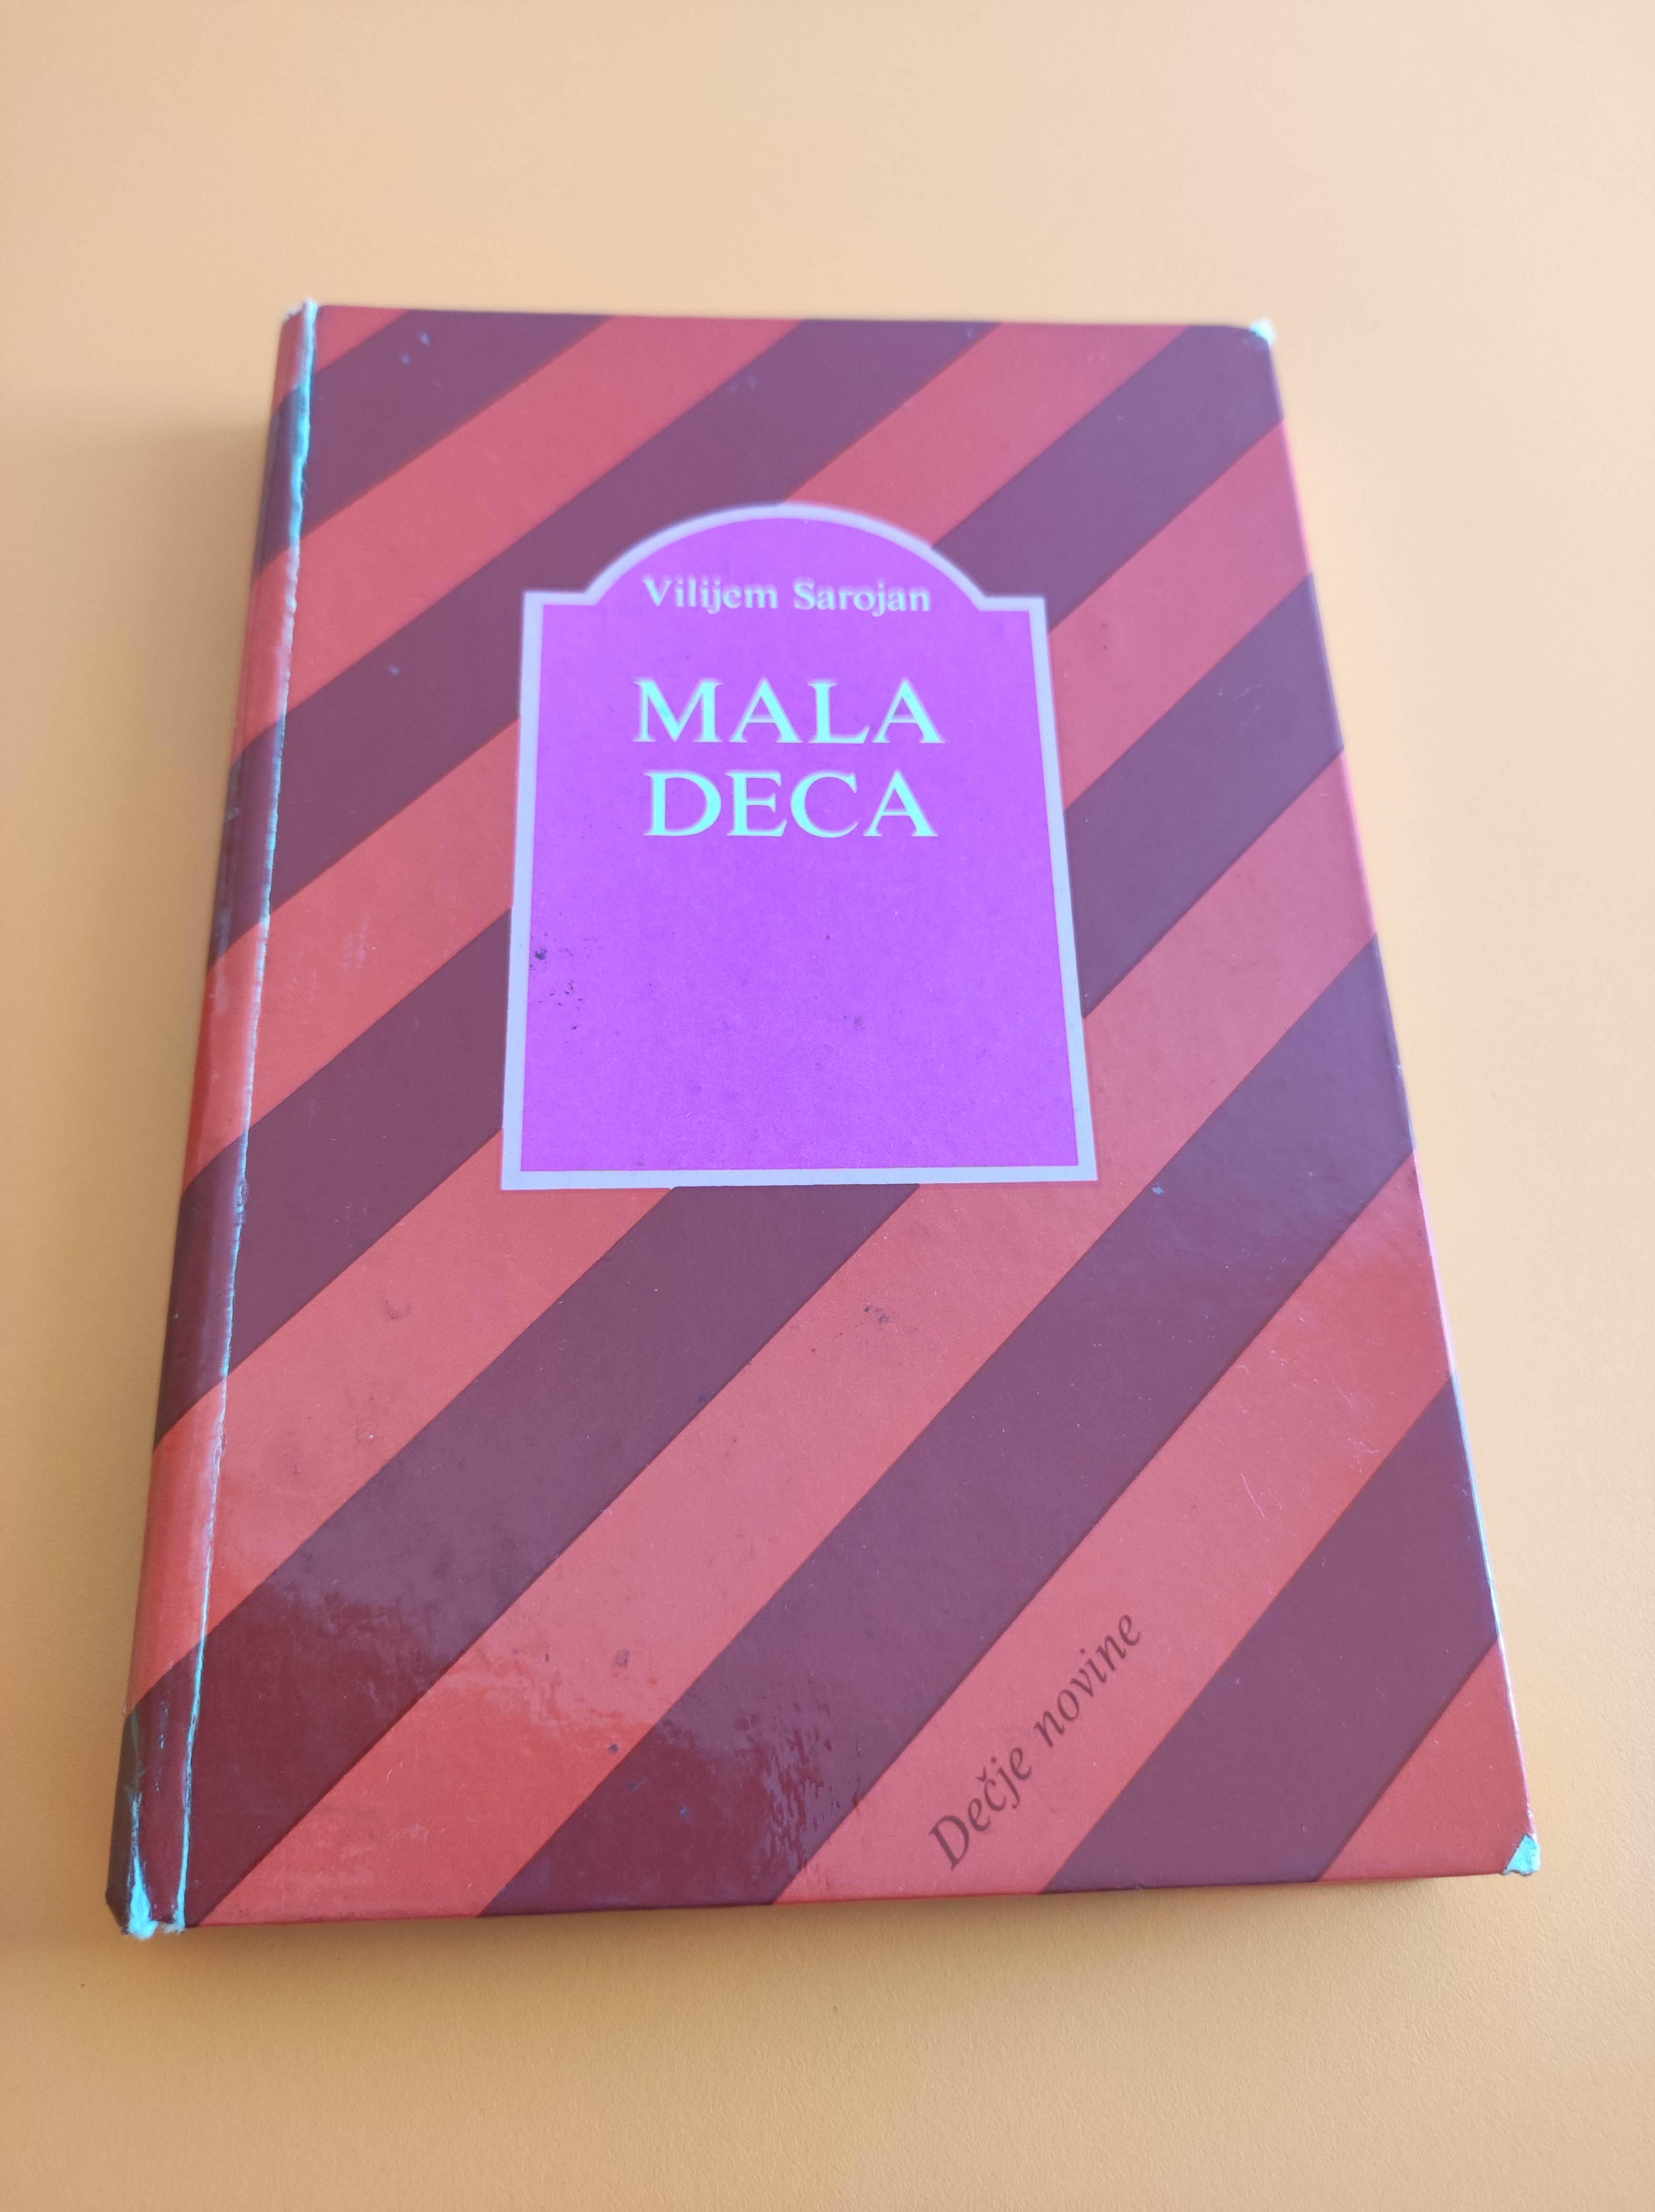 Vilijem Sarojan
MALA
DECA
Dečje novine